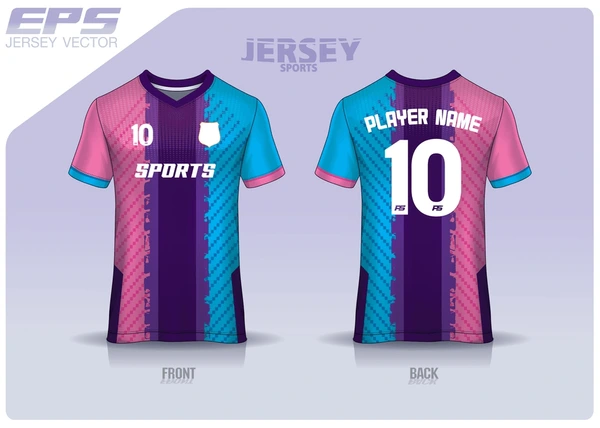 EPS
JERSEY VECTOR
JERSEY
SPORTS
10
SPORTS
PLAYER NAME
10
FRONT
BACK